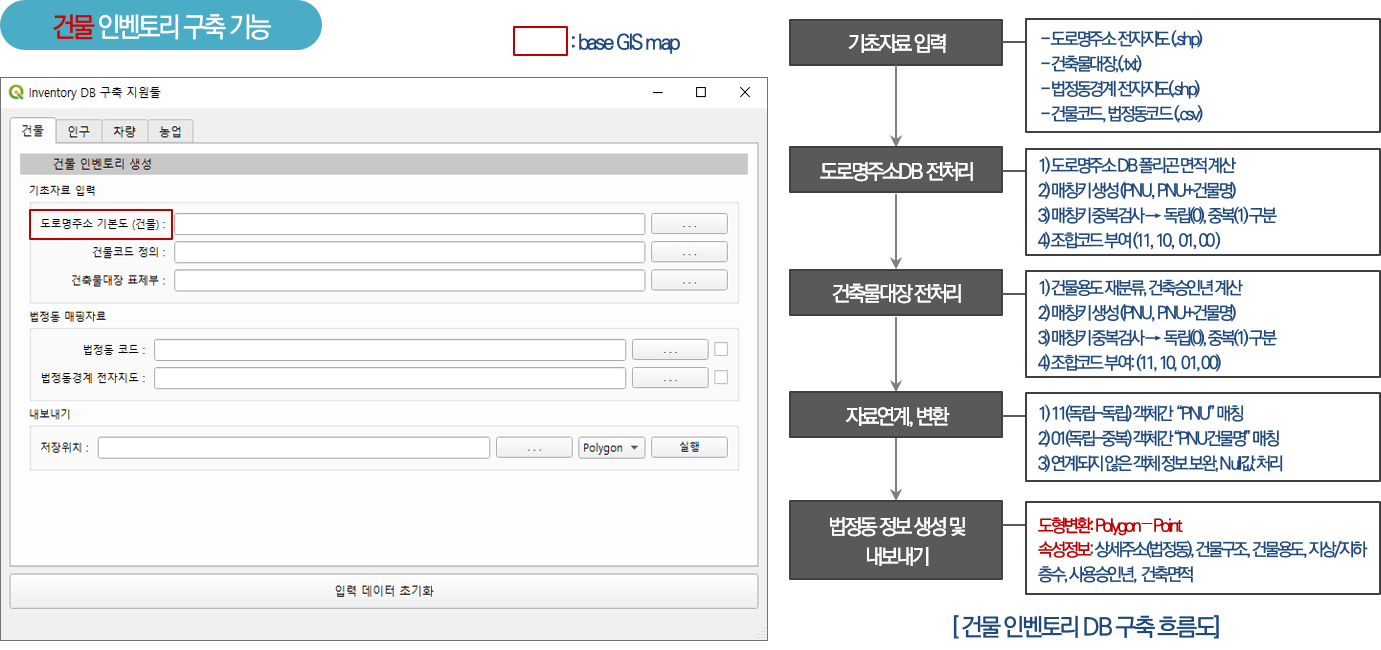 건물 인벤토리 구축 기능
: base GIS map
Inventory DB 구축 지원툴
건물 인구 차량 농업
건물 인벤토리 생성
기초자료 입력
도로명주소 기본도 (건물) : ...
건물코드 정의 : ...
건축물대장 표제부 : ...
법정동 매핑자료
법정동 코드 : ...
법정동경계 전자지도 : ...
내보내기
저장위치 : ... Polygon 실행
입력 데이터 초기화
기초자료 입력
- 도로명주소 전자지도(.shp)
- 건축물대장,(.txt)
- 법정동경계 전자지도(.shp)
- 건물코드, 법정동코드(.csv)
도로명주소DB 전처리
1) 도로명주소 DB 폴리곤 면적 계산
2) 매칭키 생성 (PNU, PNU+건물명)
3) 매칭키 중복검사 → 독립(0), 중복(1) 구분
4) 조합코드 부여 (11, 10, 01, 00 )
건축물대장 전처리
1) 건물용도 재분류, 건축승인년 계산
2) 매칭키 생성 (PNU, PNU+건물명)
3) 매칭키 중복검사 → 독립(0), 중복(1) 구분
4) 조합코드 부여: (11, 10, 01, 00)
자료연계, 변환
1) 11(독립-독립) 객체간 “PNU” 매칭
2) 01(독립-중복) 객체간 “PNU건물명” 매칭
3) 연계되지 않은 객체 정보 보완, Null값 처리
법정동 정보 생성 및
내보내기
도형변환: Polygon – Point
속성정보: 상세주소(법정동), 건물구조, 건물용도, 지상/지하
층수, 사용승인년, 건축면적
[ 건물 인벤토리 DB 구축 흐름도]